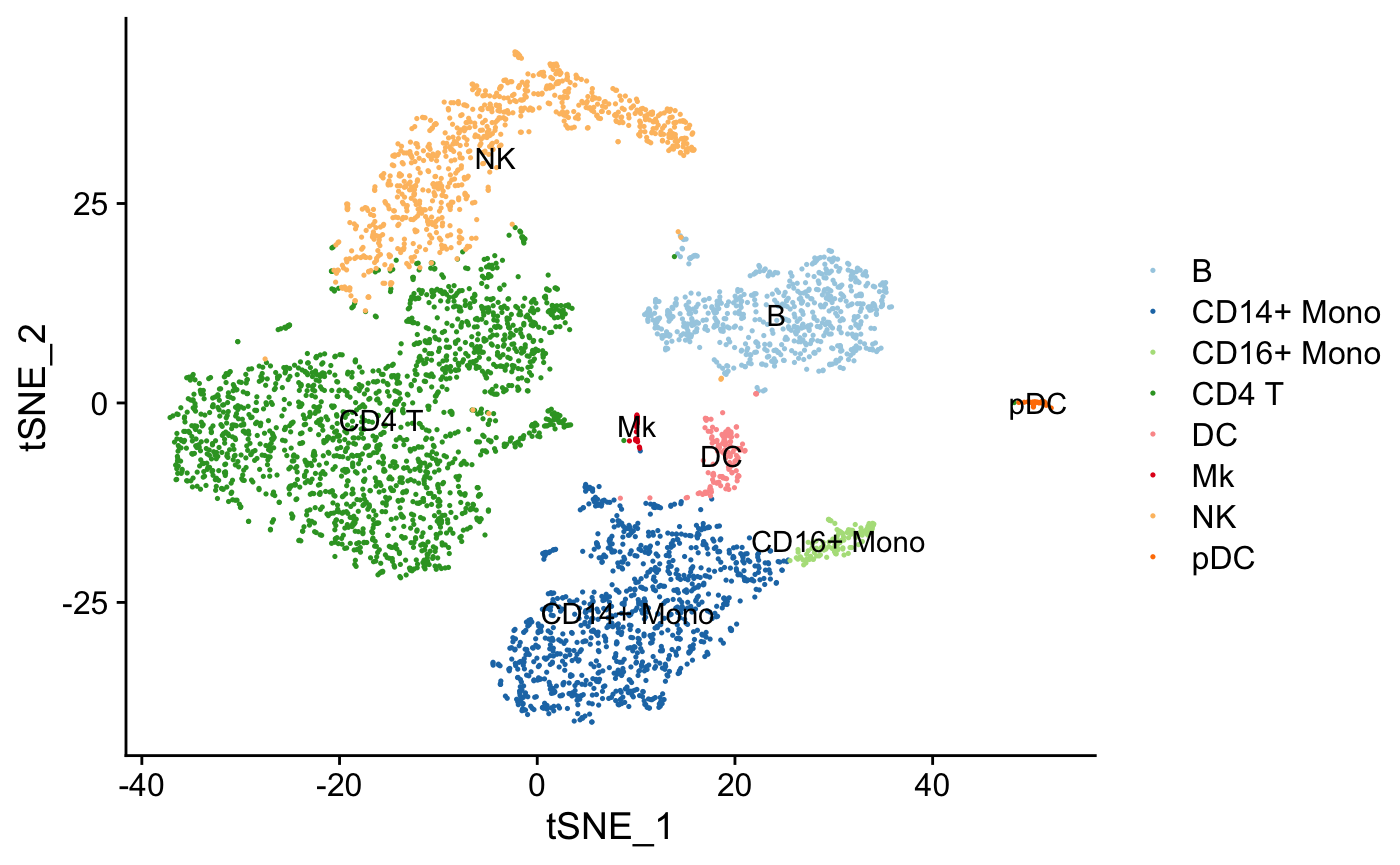 tSNE_2
25
0
-25
-40
-20
0
20
40
tSNE_1
NK
B
CD4 T
Mk
pDC
DC
CD16+ Mono
CD14+ Mono
B
CD14+ Mono
CD16+ Mono
CD4 T
DC
Mk
NK
pDC